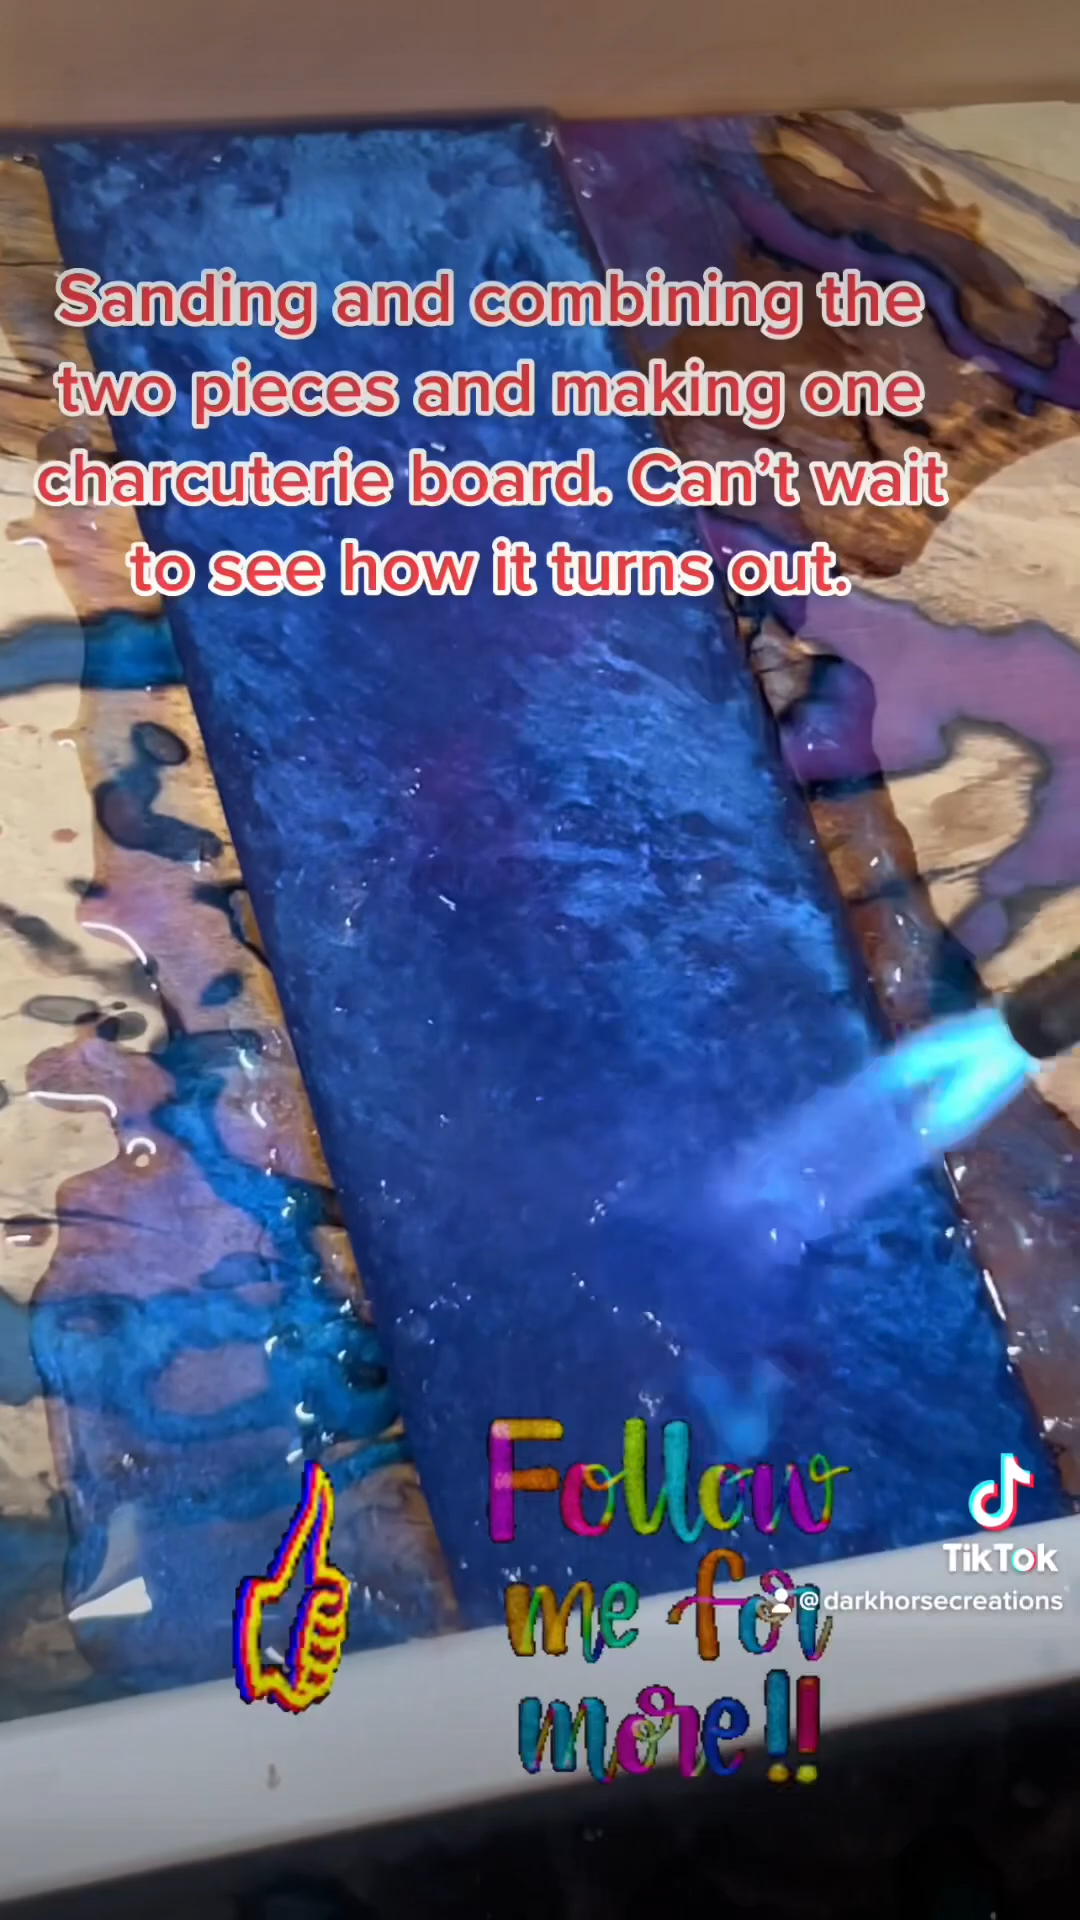 Sanding and combining the
two pieces and making one
charcuterie board. Can't wait
to see how it turns out.
Follow
me for
more!!
TikTok
@darkhorsecreations